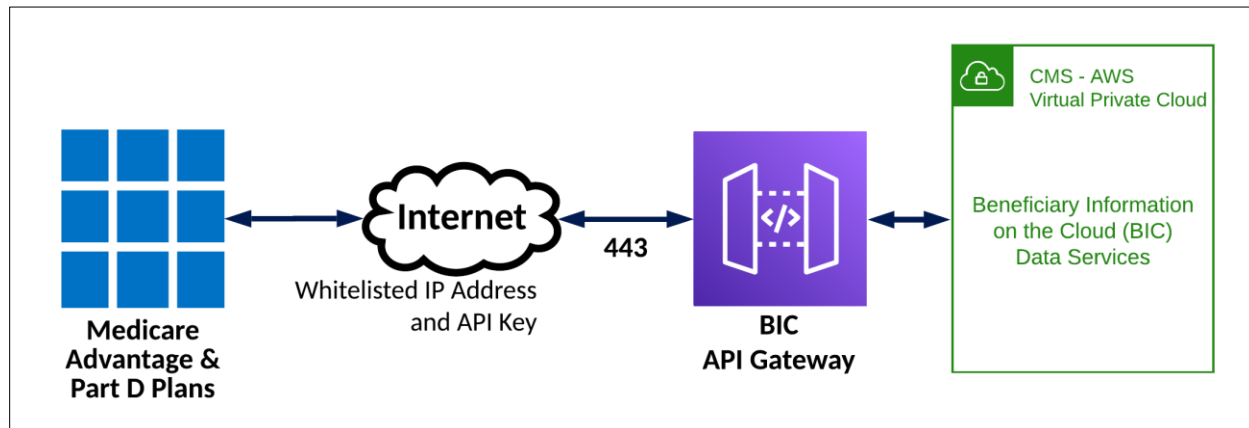 Medicare
Advantage &
Part D Plans
Internet
Whitelisted IP Address
and API Key
443
</>
BIC
API Gateway
CMS - AWS
Virtual Private Cloud
Beneficiary Information
on the Cloud (BIC)
Data Services